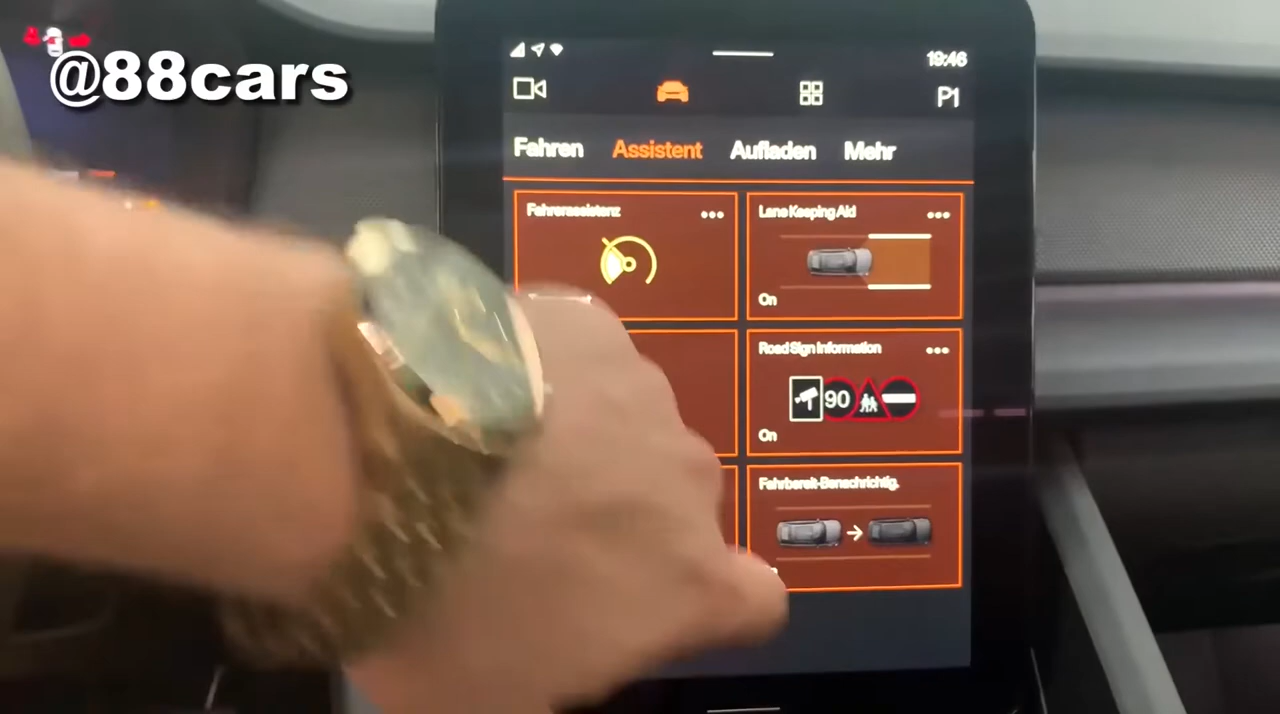 @88cars
19:46
P1
Fahren Assistent Aufladen Mehr
Fahrerassistenz
Lane Keeping Aid
On
Road Sign Information
90
On
Fahrbereit-Benachrichtig.